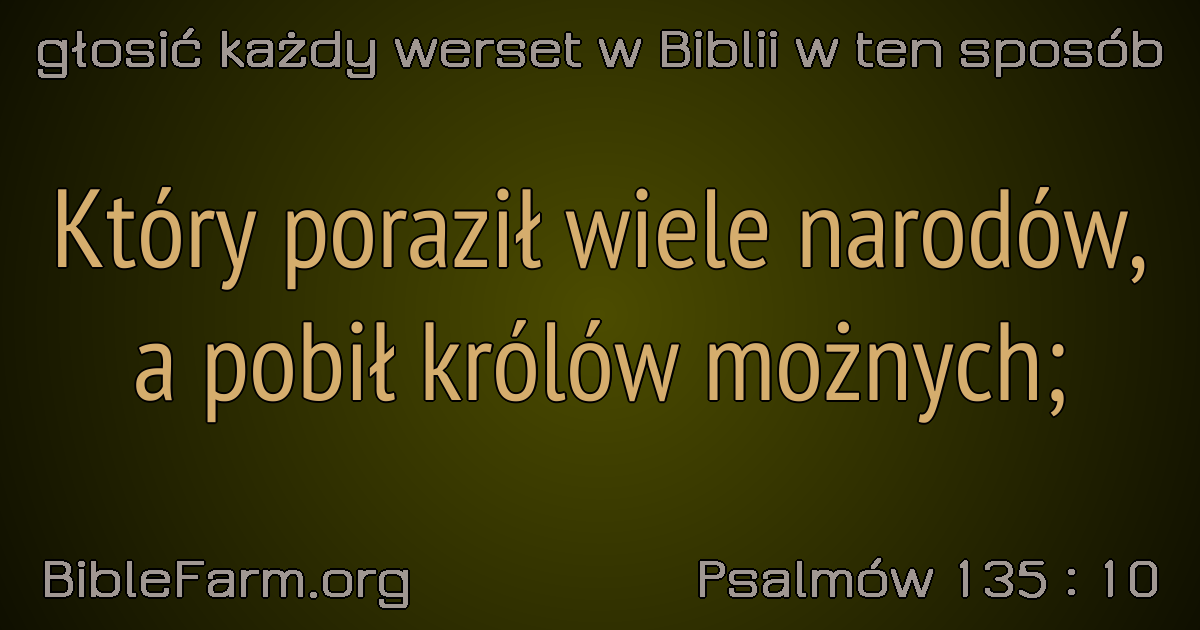 głosić każdy werset w Biblii w ten sposób
Który poraził wiele narodów,
a pobił królów możnych;
BibleFarm.org
Psalmów 135 : 10